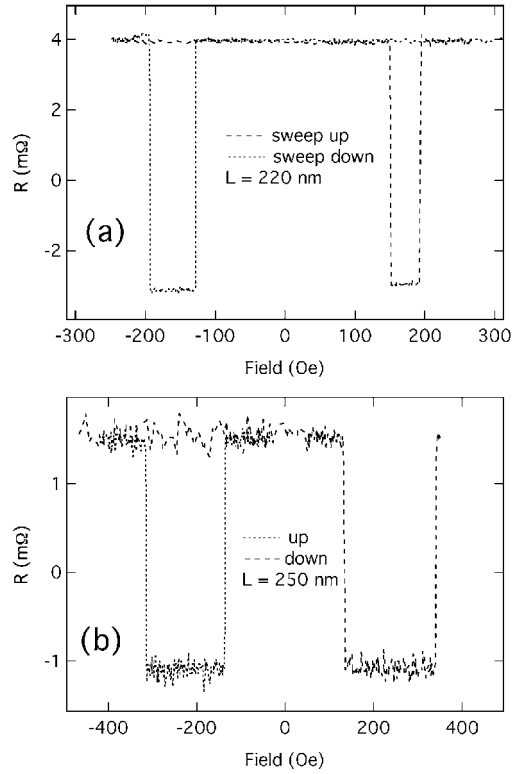 4
2
0
-2
R (mΩ)
sweep up
sweep down
L = 220 nm
(a)
-300 -200 -100 0 100 200 300
Field (Oe)
1
0
-1
R (mΩ)
up
down
L = 250 nm
(b)
-400 -200 0 200 400
Field (Oe)